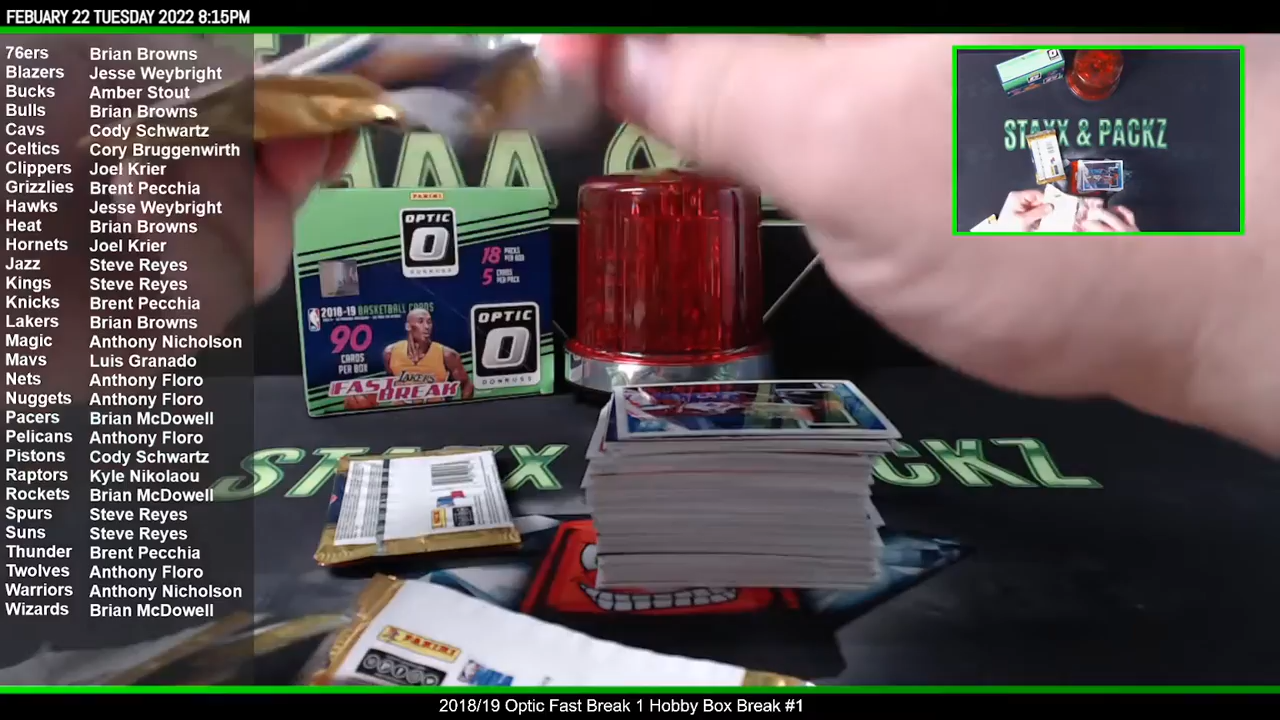 FEBUARY 22 TUESDAY 2022 8:15PM
76ers Brian Browns
Blazers Jesse Weybright
Bucks Amber Stout
Bulls Brian Browns
Cavs Cody Schwartz
Celtics Cory Bruggenwirth
Clippers Joel Krier
Grizzlies Brent Pecchia
Hawks Jesse Weybright
Heat Brian Browns
Hornets Joel Krier
Jazz Steve Reyes
Kings Steve Reyes
Knicks Brent Pecchia
Lakers Brian Browns
Magic Anthony Nicholson
Mavs Luis Granado
Nets Anthony Floro
Nuggets Anthony Floro
Pacers Brian McDowell
Pelicans Anthony Floro
Pistons Cody Schwartz
Raptors Kyle Nikolaou
Rockets Brian McDowell
Spurs Steve Reyes
Suns Steve Reyes
Thunder Brent Pecchia
Twolves Anthony Floro
Warriors Anthony Nicholson
Wizards Brian McDowell
STAXX & PACKZ
PANINI
OPTIC
DONRUSS
18 PACKS PER BOX
5 CARDS PER PACK
2018-19 BASKETBALL CARDS
90
CARDS
PER BOX
LAKERS
FAST BREAK
OPTIC
DONRUSS
PANINI
OPTIC
2018/19 Optic Fast Break 1 Hobby Box Break #1